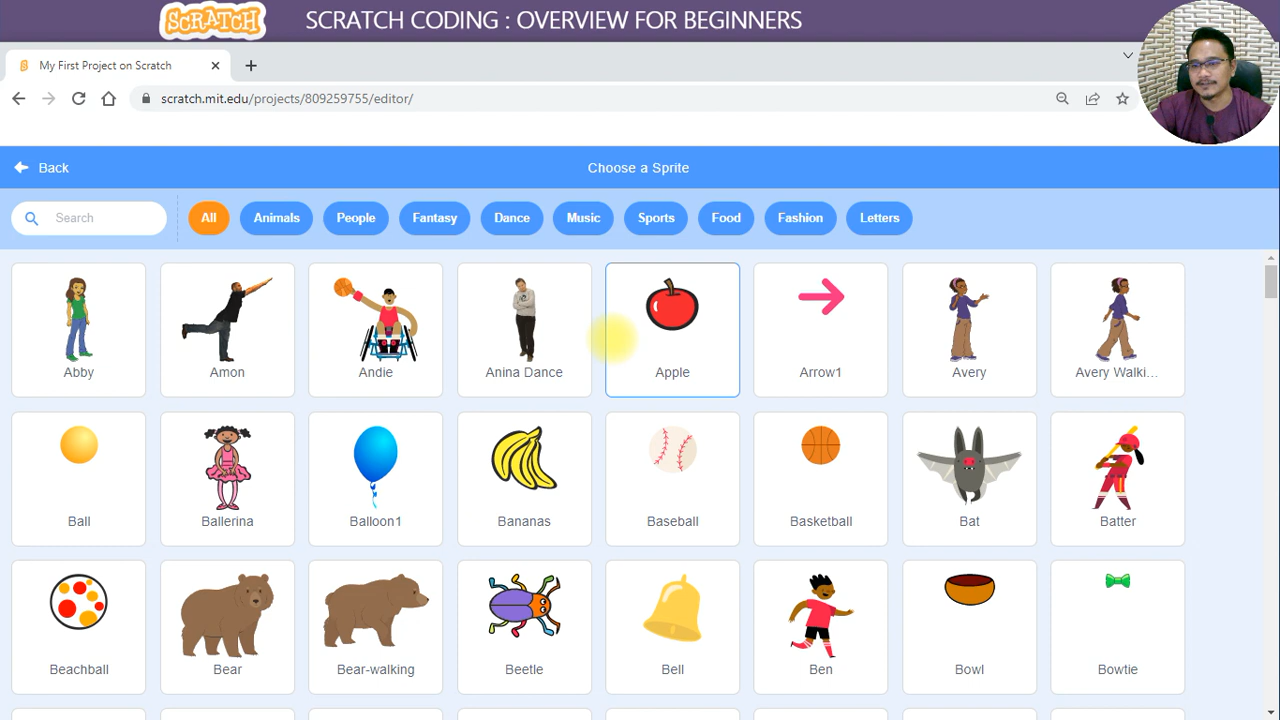 SCRATCH
SCRATCH CODING : OVERVIEW FOR BEGINNERS
My First Project on Scratch
scratch.mit.edu/projects/809259755/editor/
Back
Choose a Sprite
Search
All
Animals
People
Fantasy
Dance
Music
Sports
Food
Fashion
Letters
Abby
Amon
Andie
Anina Dance
Apple
Arrow1
Avery
Avery Walki...
Ball
Ballerina
Balloon1
Bananas
Baseball
Basketball
Bat
Batter
Beachball
Bear
Bear-walking
Beetle
Bell
Ben
Bowl
Bowtie